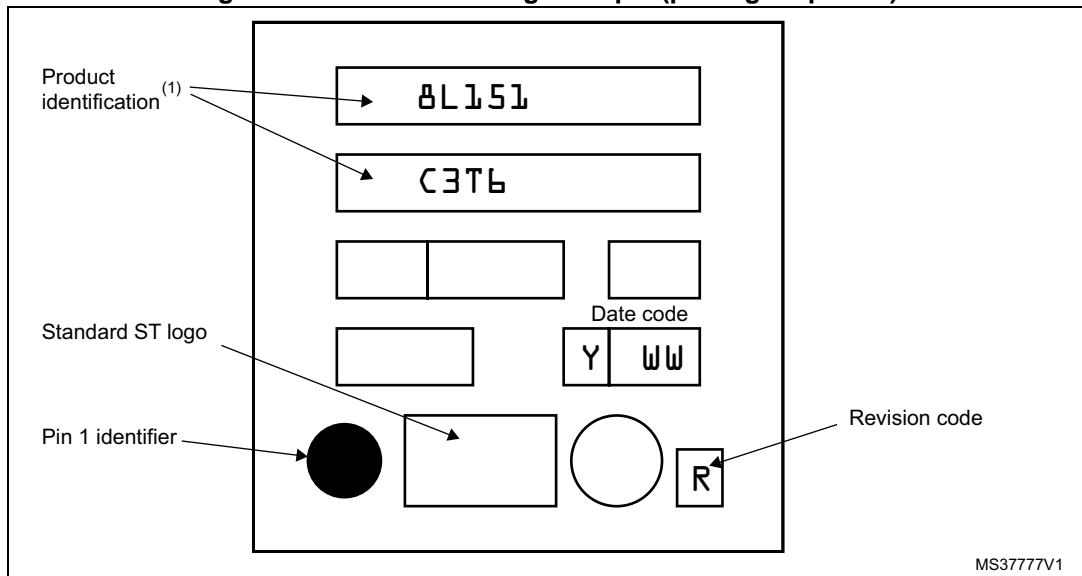 Product
identification (1)
8L151
C3T6
Date code
Standard ST logo
Y WW
Pin 1 identifier
Revision code
R
MS37777V1